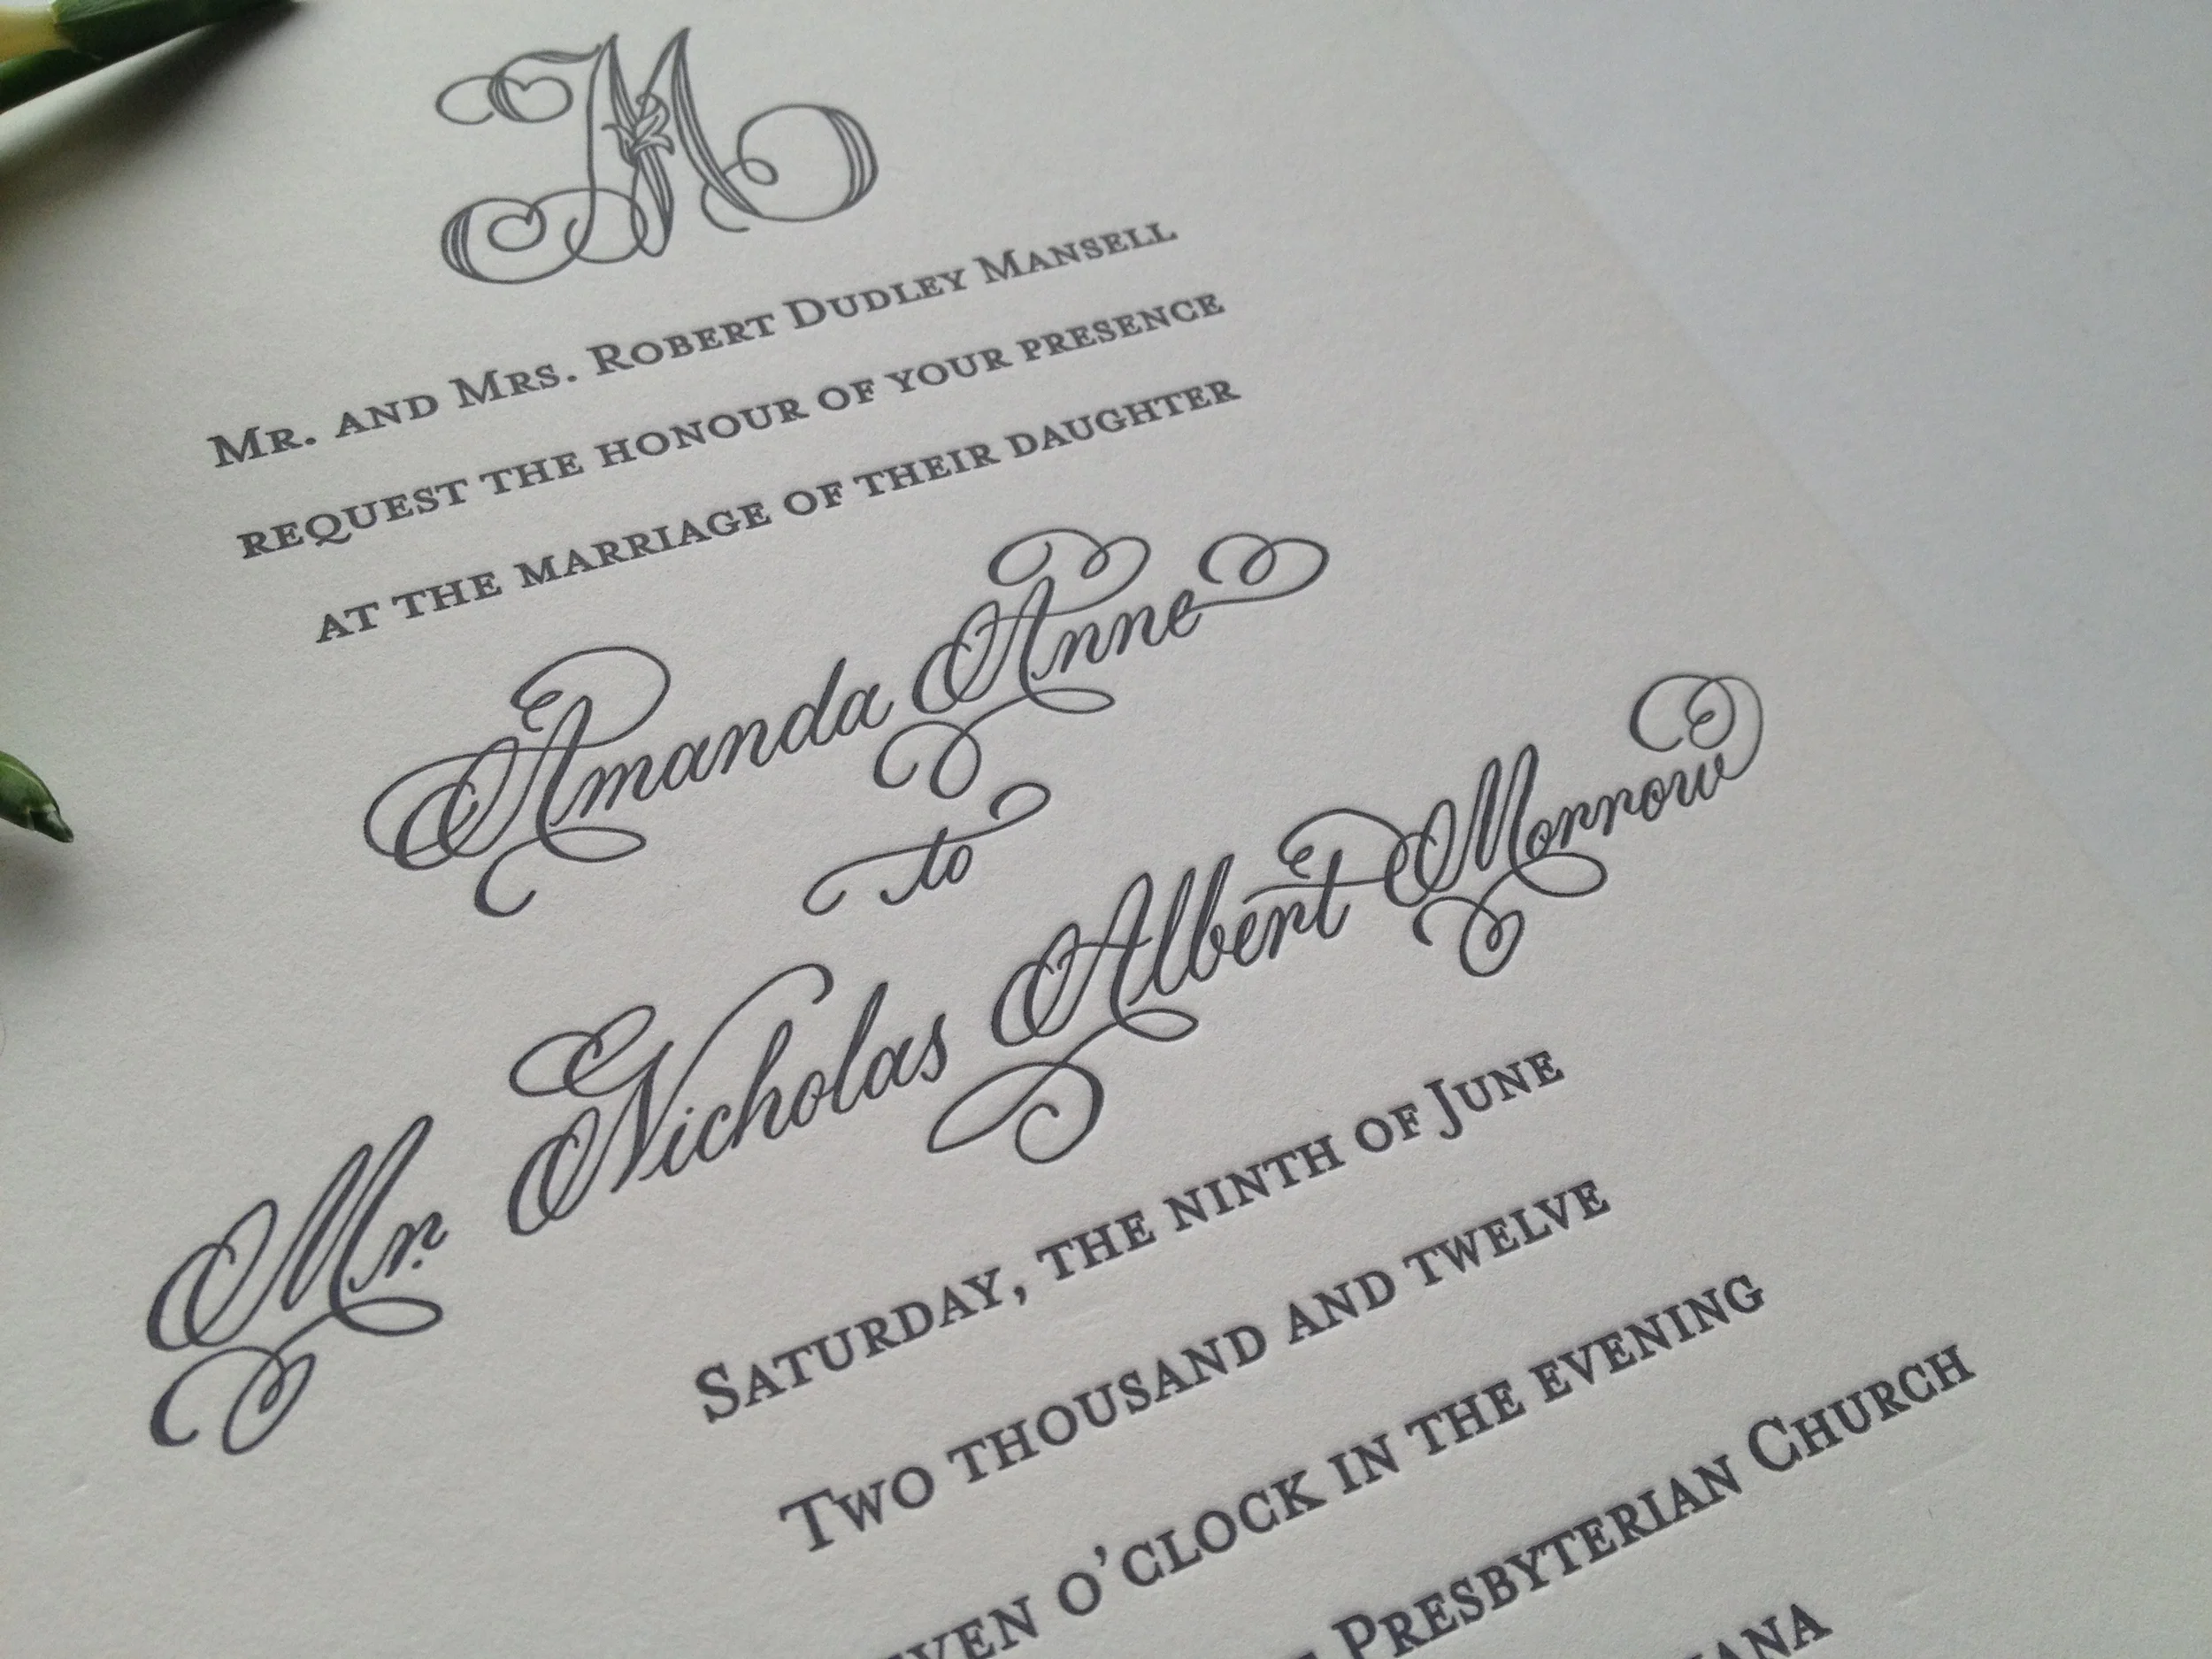 M
Mr. and Mrs. Robert Dudley Mansell
request the honour of your presence
at the marriage of their daughter
Amanda Anne
to
Mr. Nicholas Albert Morrow
Saturday, the ninth of June
Two thousand and twelve
o'clock in the evening
Presbyterian Church